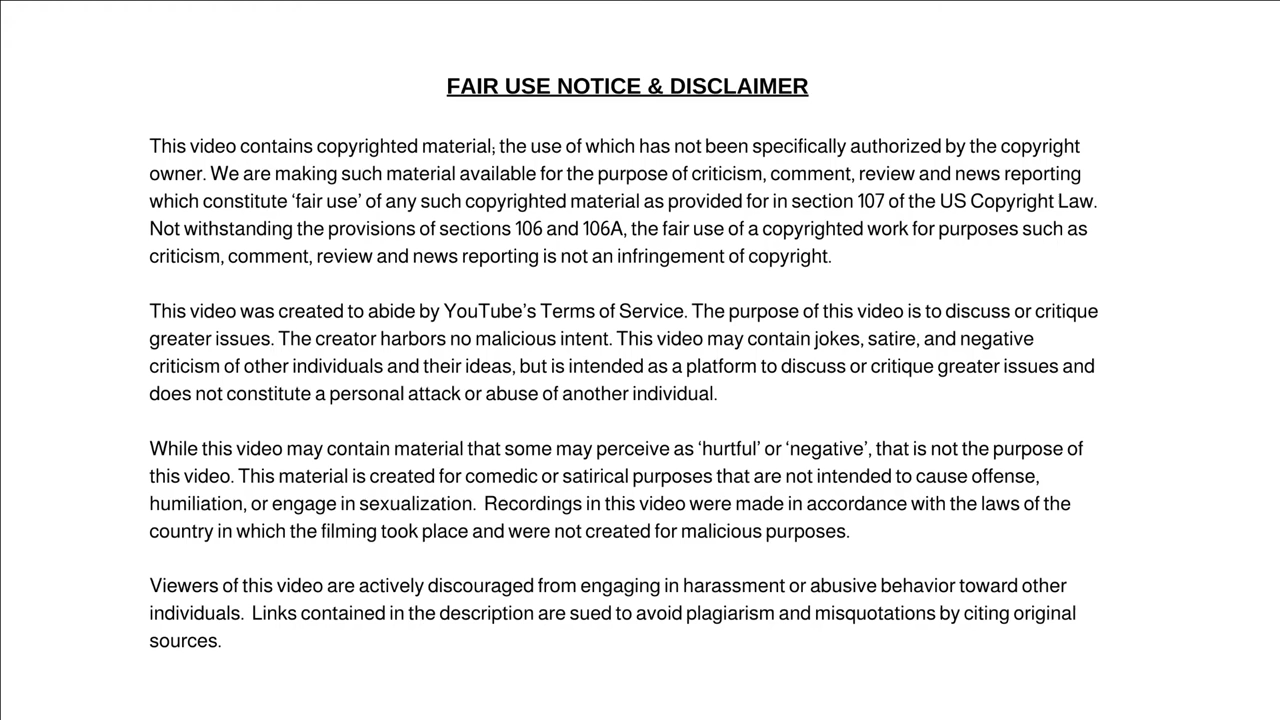 FAIR USE NOTICE & DISCLAIMER
This video contains copyrighted material; the use of which has not been specifically authorized by the copyright
owner. We are making such material available for the purpose of criticism, comment, review and news reporting
which constitute ‘fair use’ of any such copyrighted material as provided for in section 107 of the US Copyright Law.
Not withstanding the provisions of sections 106 and 106A, the fair use of a copyrighted work for purposes such as
criticism, comment, review and news reporting is not an infringement of copyright.
This video was created to abide by YouTube’s Terms of Service. The purpose of this video is to discuss or critique
greater issues. The creator harbors no malicious intent. This video may contain jokes, satire, and negative
criticism of other individuals and their ideas, but is intended as a platform to discuss or critique greater issues and
does not constitute a personal attack or abuse of another individual.
While this video may contain material that some may perceive as ‘hurtful’ or ‘negative’, that is not the purpose of
this video. This material is created for comedic or satirical purposes that are not intended to cause offense,
humiliation, or engage in sexualization.  Recordings in this video were made in accordance with the laws of the
country in which the filming took place and were not created for malicious purposes.
Viewers of this video are actively discouraged from engaging in harassment or abusive behavior toward other
individuals.  Links contained in the description are sued to avoid plagiarism and misquotations by citing original
sources.